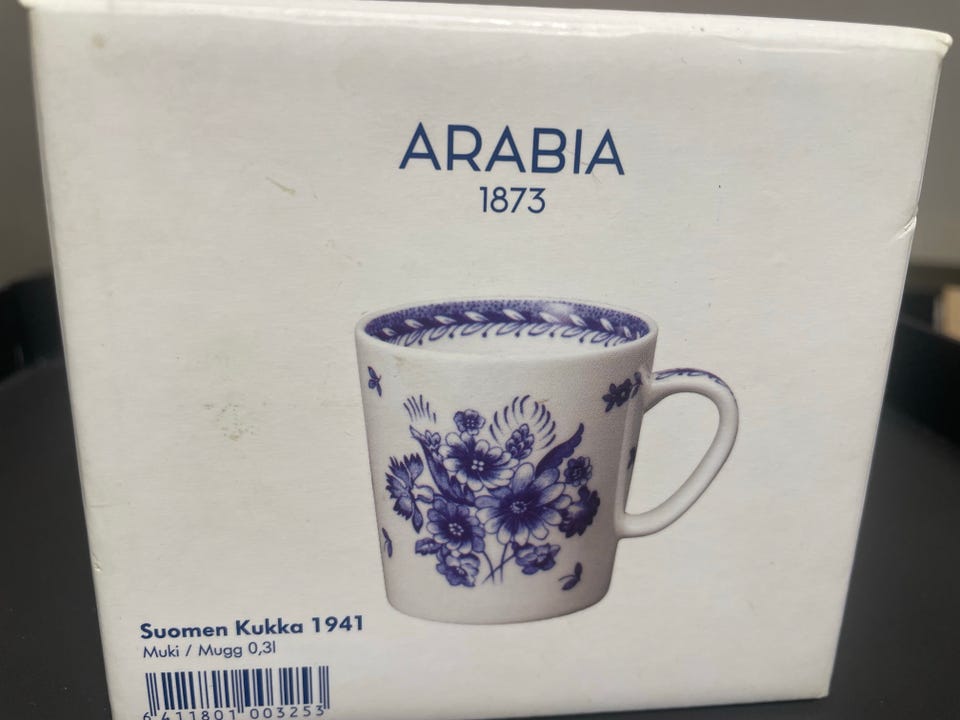 ARABIA
1873
Suomen Kukka 1941
Muki / Mugg 0,3l
6 411801 003253